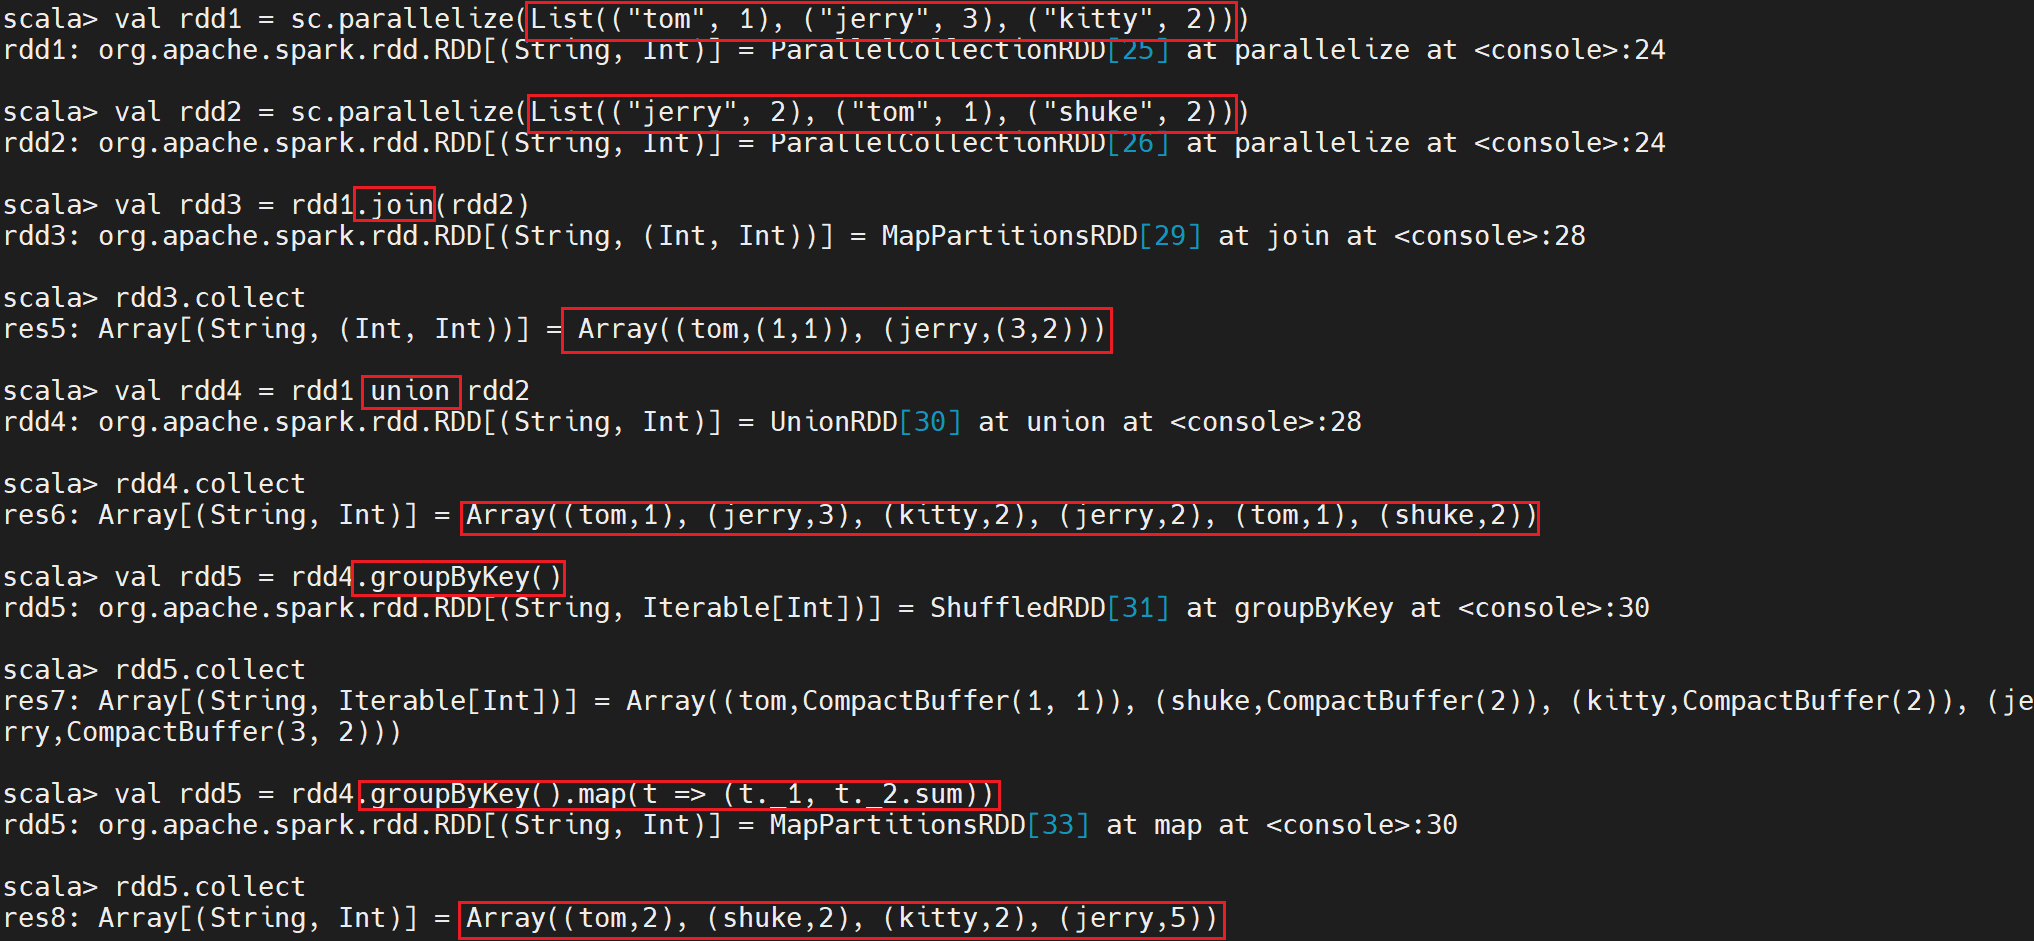 scala> val rdd1 = sc.parallelize(List(("tom", 1), ("jerry", 3), ("kitty", 2)))
rdd1: org.apache.spark.rdd.RDD[(String, Int)] = ParallelCollectionRDD[25] at parallelize at <console>:24
scala> val rdd2 = sc.parallelize(List(("jerry", 2), ("tom", 1), ("shuke", 2)))
rdd2: org.apache.spark.rdd.RDD[(String, Int)] = ParallelCollectionRDD[26] at parallelize at <console>:24
scala> val rdd3 = rdd1.join(rdd2)
rdd3: org.apache.spark.rdd.RDD[(String, (Int, Int))] = MapPartitionsRDD[29] at join at <console>:28
scala> rdd3.collect
res5: Array[(String, (Int, Int))] = Array((tom,(1,1)), (jerry,(3,2)))
scala> val rdd4 = rdd1 union rdd2
rdd4: org.apache.spark.rdd.RDD[(String, Int)] = UnionRDD[30] at union at <console>:28
scala> rdd4.collect
res6: Array[(String, Int)] = Array((tom,1), (jerry,3), (kitty,2), (jerry,2), (tom,1), (shuke,2))
scala> val rdd5 = rdd4.groupByKey()
rdd5: org.apache.spark.rdd.RDD[(String, Iterable[Int])] = ShuffledRDD[31] at groupByKey at <console>:30
scala> rdd5.collect
res7: Array[(String, Iterable[Int])] = Array((tom,CompactBuffer(1, 1)), (shuke,CompactBuffer(2)), (kitty,CompactBuffer(2)), (je
rry,CompactBuffer(3, 2)))
scala> val rdd5 = rdd4.groupByKey().map(t => (t._1, t._2.sum))
rdd5: org.apache.spark.rdd.RDD[(String, Int)] = MapPartitionsRDD[33] at map at <console>:30
scala> rdd5.collect
res8: Array[(String, Int)] = Array((tom,2), (shuke,2), (kitty,2), (jerry,5))